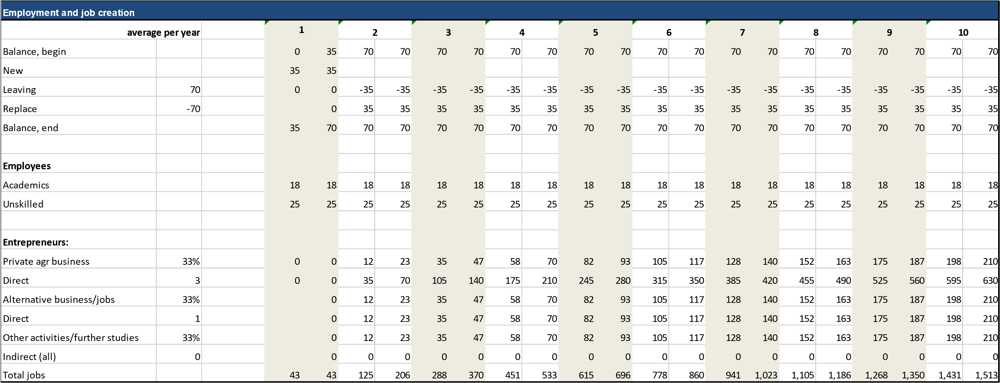 Employment and job creation
average per year 1 2 3 4 5 6 7 8 9 10
Balance, begin 0 35 70 70 70 70 70 70 70 70 70 70 70 70 70 70 70 70 70 70
New 35 35
Leaving 70 0 0 -35 -35 -35 -35 -35 -35 -35 -35 -35 -35 -35 -35 -35 -35 -35 -35 -35 -35
Replace -70 0 35 35 35 35 35 35 35 35 35 35 35 35 35 35 35 35 35 35
Balance, end 35 70 70 70 70 70 70 70 70 70 70 70 70 70 70 70 70 70 70 70
Employees
Academics 18 18 18 18 18 18 18 18 18 18 18 18 18 18 18 18 18 18 18 18
Unskilled 25 25 25 25 25 25 25 25 25 25 25 25 25 25 25 25 25 25 25 25
Entrepreneurs:
Private agr business 33% 0 0 12 23 35 47 58 70 82 93 105 117 128 140 152 163 175 187 198 210
Direct 3 0 0 35 70 105 140 175 210 245 280 315 350 385 420 455 490 525 560 595 630
Alternative business/jobs 33% 0 12 23 35 47 58 70 82 93 105 117 128 140 152 163 175 187 198 210
Direct 1 0 12 23 35 47 58 70 82 93 105 117 128 140 152 163 175 187 198 210
Other activities/further studies 33% 0 12 23 35 47 58 70 82 93 105 117 128 140 152 163 175 187 198 210
Indirect (all) 0 0 0 0 0 0 0 0 0 0 0 0 0 0 0 0 0 0 0 0
Total jobs 43 43 125 206 288 370 451 533 615 696 778 860 941 1,023 1,105 1,186 1,268 1,350 1,431 1,513